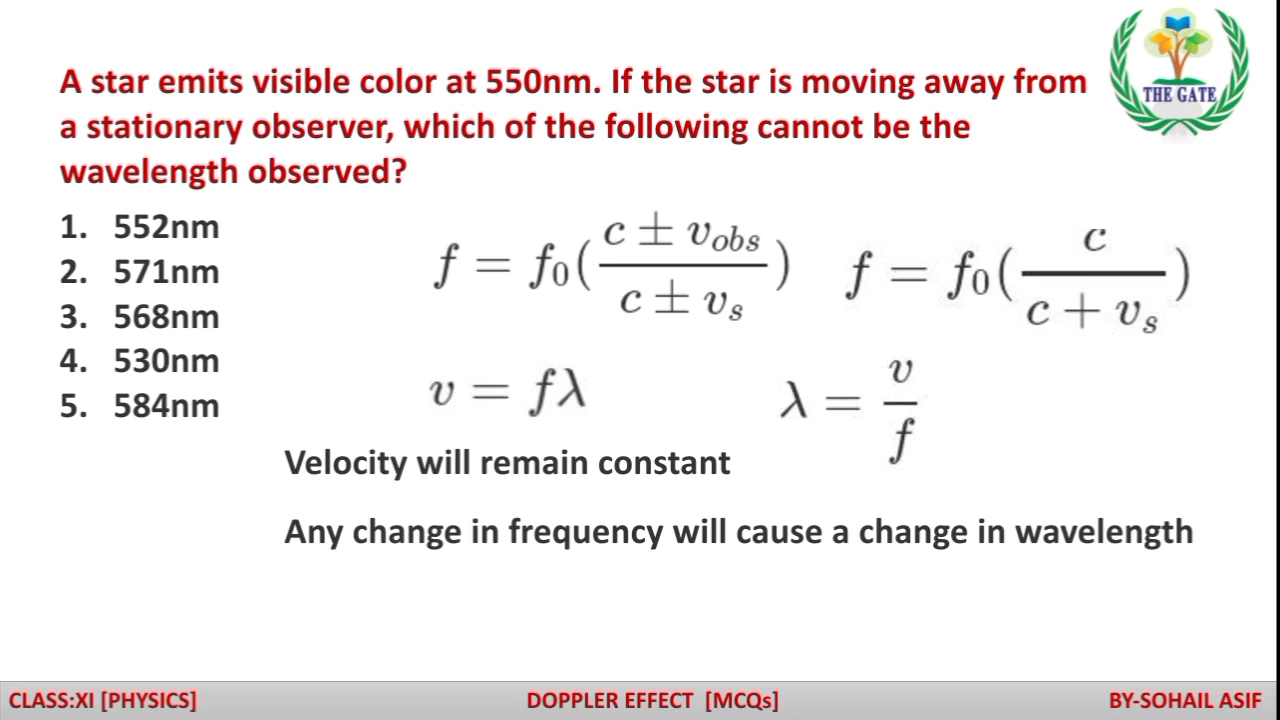 A star emits visible color at 550nm. If the star is moving away from
a stationary observer, which of the following cannot be the
wavelength observed?
THE GATE
1. 552nm
2. 571nm
3. 568nm
4. 530nm
5. 584nm
f = f₀(c ± v_obs / c ± v_s)
f = f₀(c / c + v_s)
v = fλ
λ = v / f
Velocity will remain constant
Any change in frequency will cause a change in wavelength
CLASS:XI [PHYSICS] DOPPLER EFFECT [MCQs] BY-SOHAIL ASIF